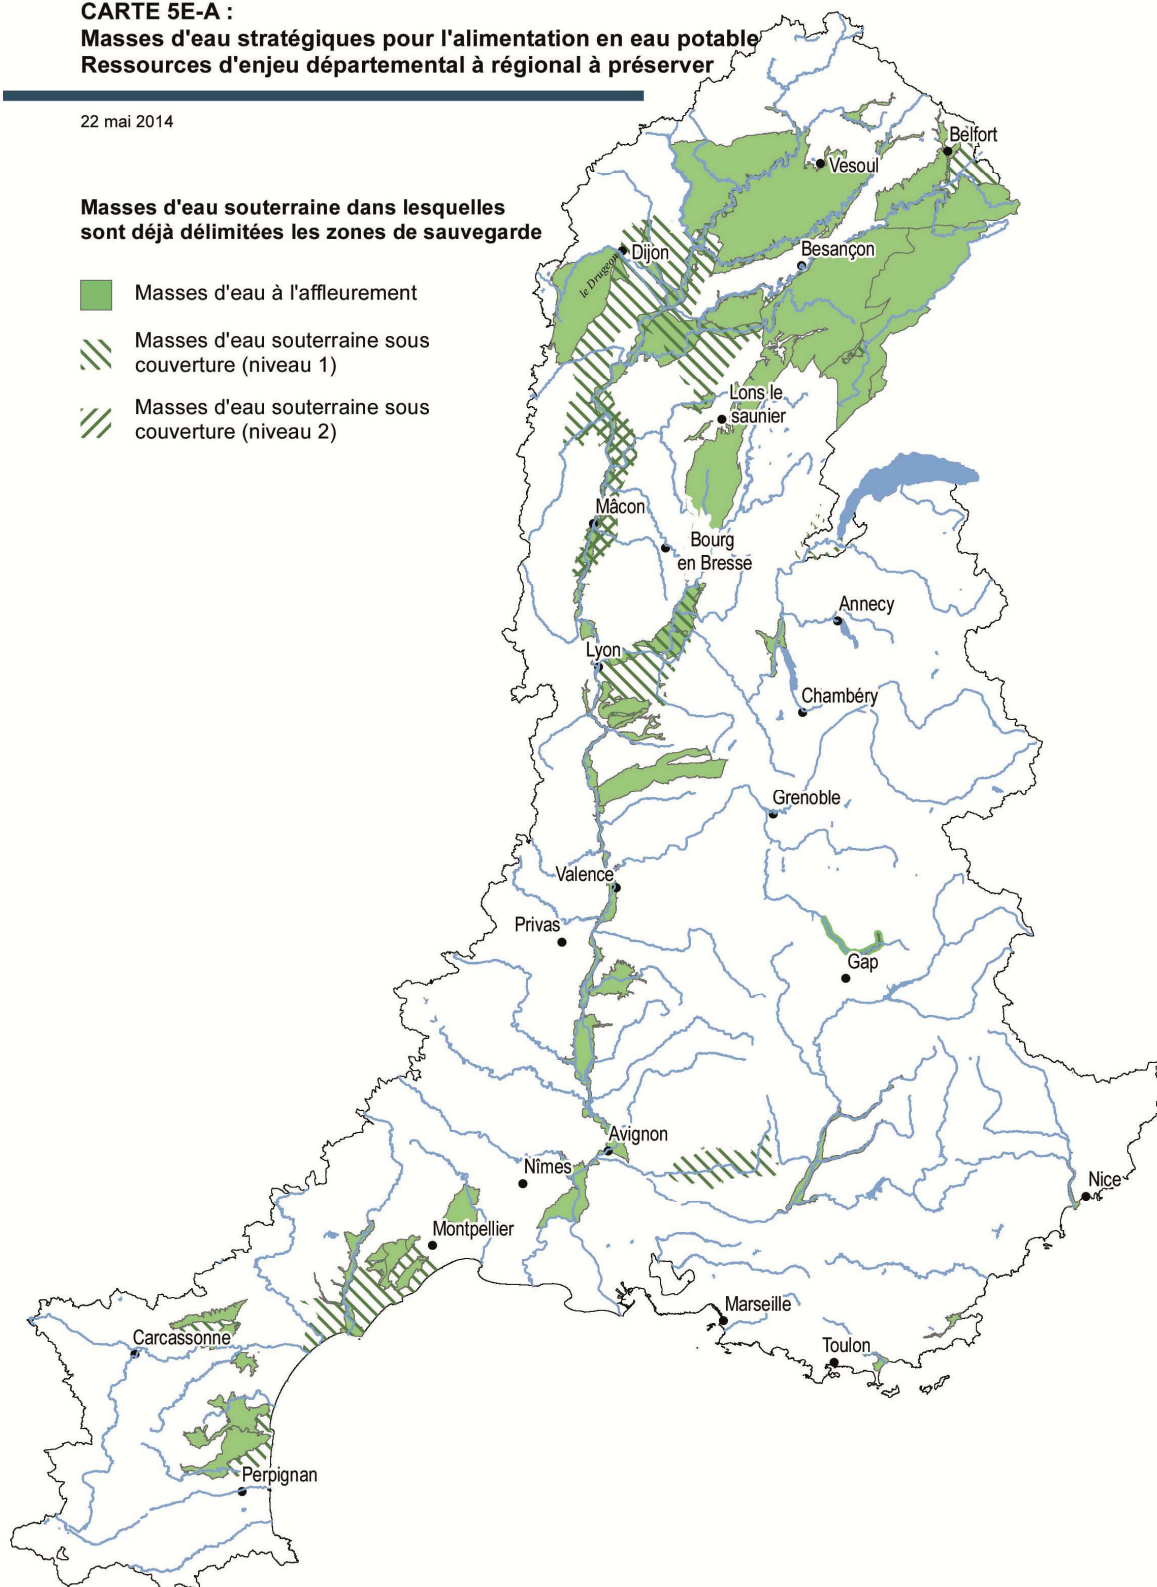 CARTE 5E-A :
Masses d'eau stratégiques pour l'alimentation en eau potable
Ressources d'enjeu départemental à régional à préserver
22 mai 2014
Masses d'eau souterraine dans lesquelles
sont déjà délimitées les zones de sauvegarde
Masses d'eau à l'affleurement
Masses d'eau souterraine sous
couverture (niveau 1)
Masses d'eau souterraine sous
couverture (niveau 2)
Belfort
Vesoul
Dijon
le Drugeon
Besançon
Lons le
saunier
Mâcon
Bourg
en Bresse
Annecy
Lyon
Chambéry
Grenoble
Valence
Privas
Gap
Avignon
Nîmes
Nice
Montpellier
Marseille
Toulon
Carcassonne
Perpignan